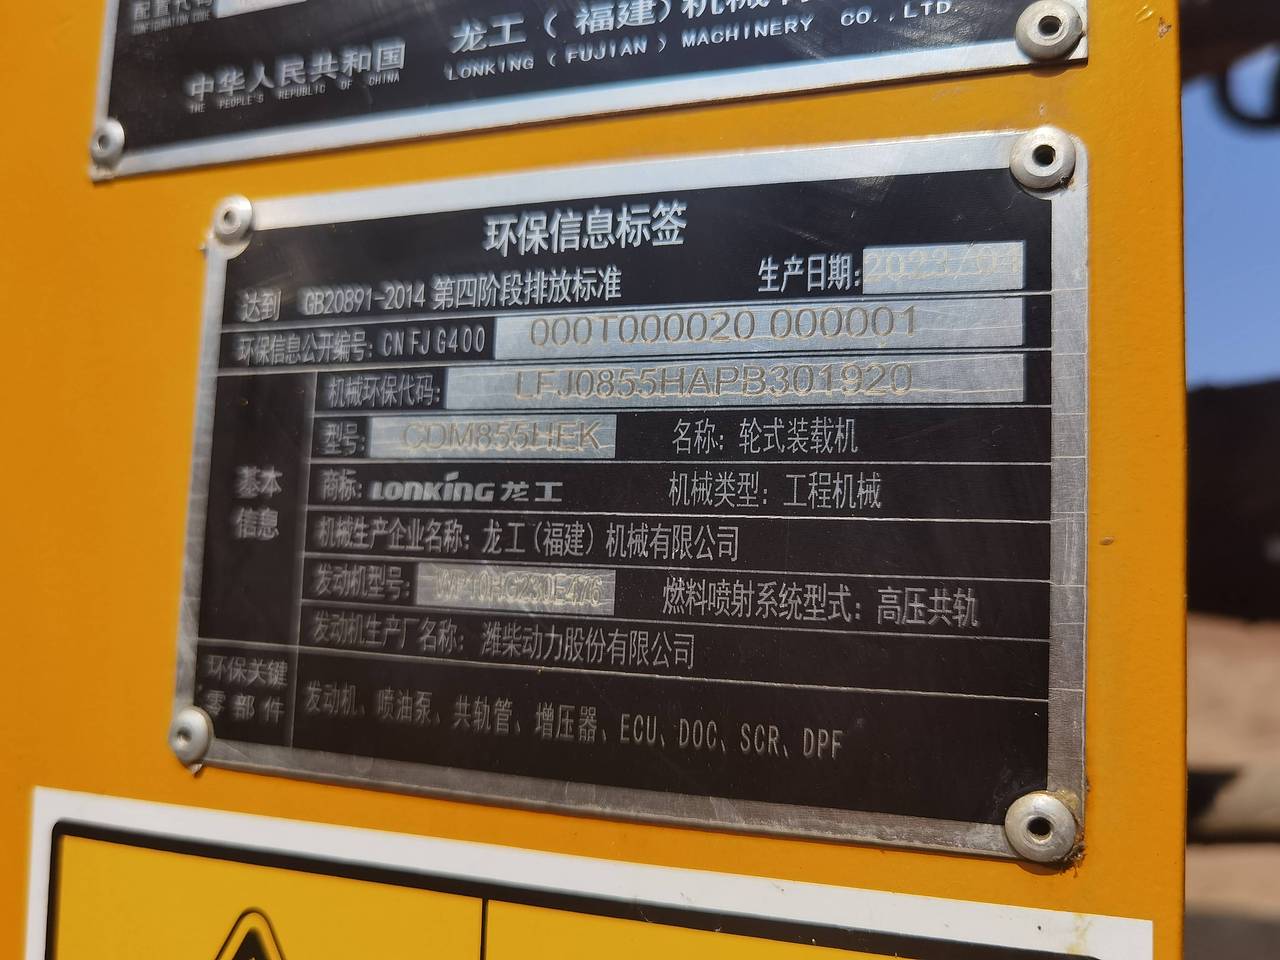 配置代码
CONFIGURATION CODE
中华人民共和国
THE PEOPLE'S REPUBLIC OF CHINA
龙工(福建)机械有
LONKING (FUJIAN) MACHINERY CO.,LTD.
环保信息标签
达到 GB20891-2014 第四阶段排放标准 生产日期: 2023/04
环保信息公开编号: CN FJ G400 000T000020 000001
基本信息
机械环保代码: LFJ0855HAPB301920
型号: CDM855HEK 名称: 轮式装载机
商标: LONKING 龙工 机械类型: 工程机械
机械生产企业名称: 龙工(福建)机械有限公司
发动机型号: WP10HG230E476 燃料喷射系统型式: 高压共轨
发动机生产厂名称: 潍柴动力股份有限公司
环保关键零部件
发动机、喷油泵、共轨管、增压器、ECU、DOC、SCR、DPF